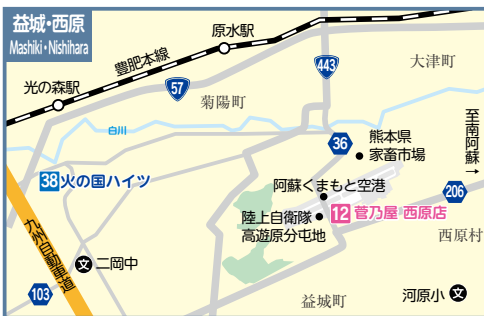 益城・西原
Mashiki・Nishihara
原水駅
豊肥本線
443
大津町
光の森駅
57
菊陽町
白川
36
熊本県
家畜市場
至南阿蘇→
38 火の国ハイツ
阿蘇くまもと空港
206
陸上自衛隊
高遊原分屯地
12 菅乃屋 西原店
西原村
九州自動車道
文 二岡中
103
益城町
河原小 文